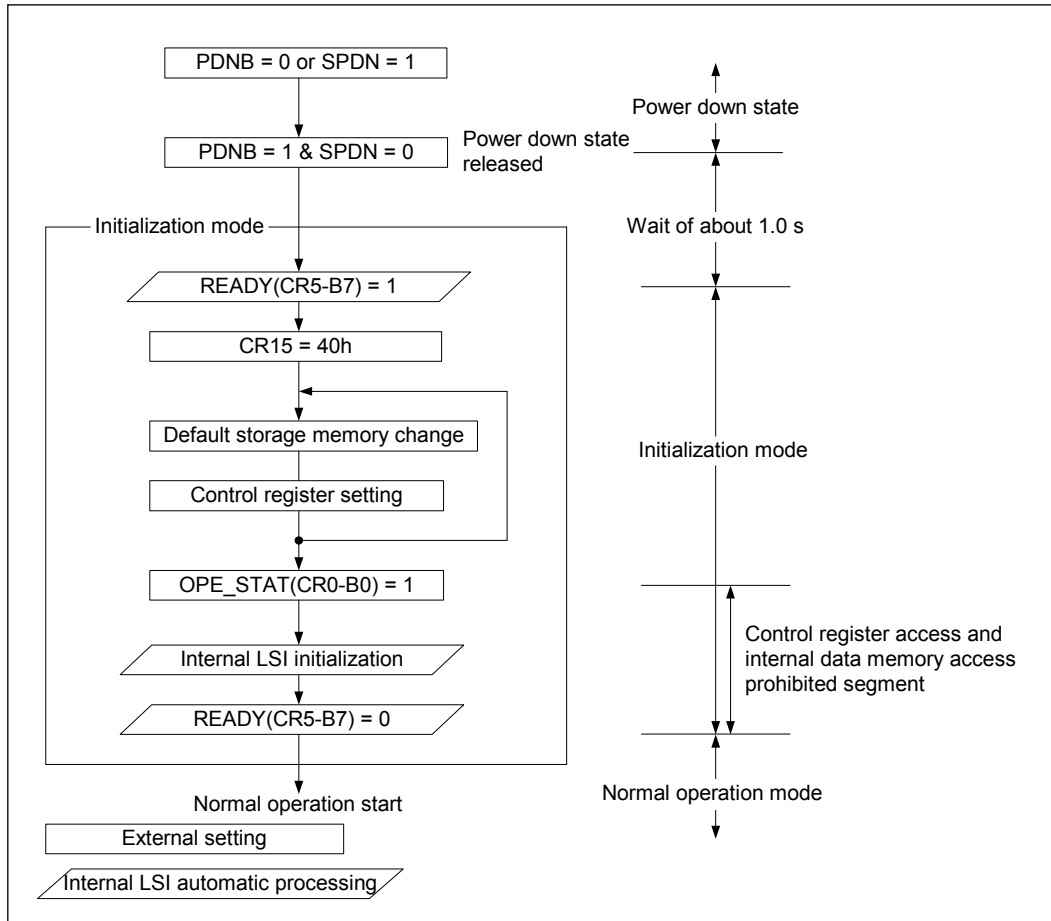 PDNB = 0 or SPDN = 1
Power down state
PDNB = 1 & SPDN = 0
Power down state
released
Wait of about 1.0 s
Initialization mode
READY(CR5-B7) = 1
CR15 = 40h
Default storage memory change
Initialization mode
Control register setting
OPE_STAT(CR0-B0) = 1
Control register access and
internal data memory access
prohibited segment
Internal LSI initialization
READY(CR5-B7) = 0
Normal operation start
Normal operation mode
External setting
Internal LSI automatic processing